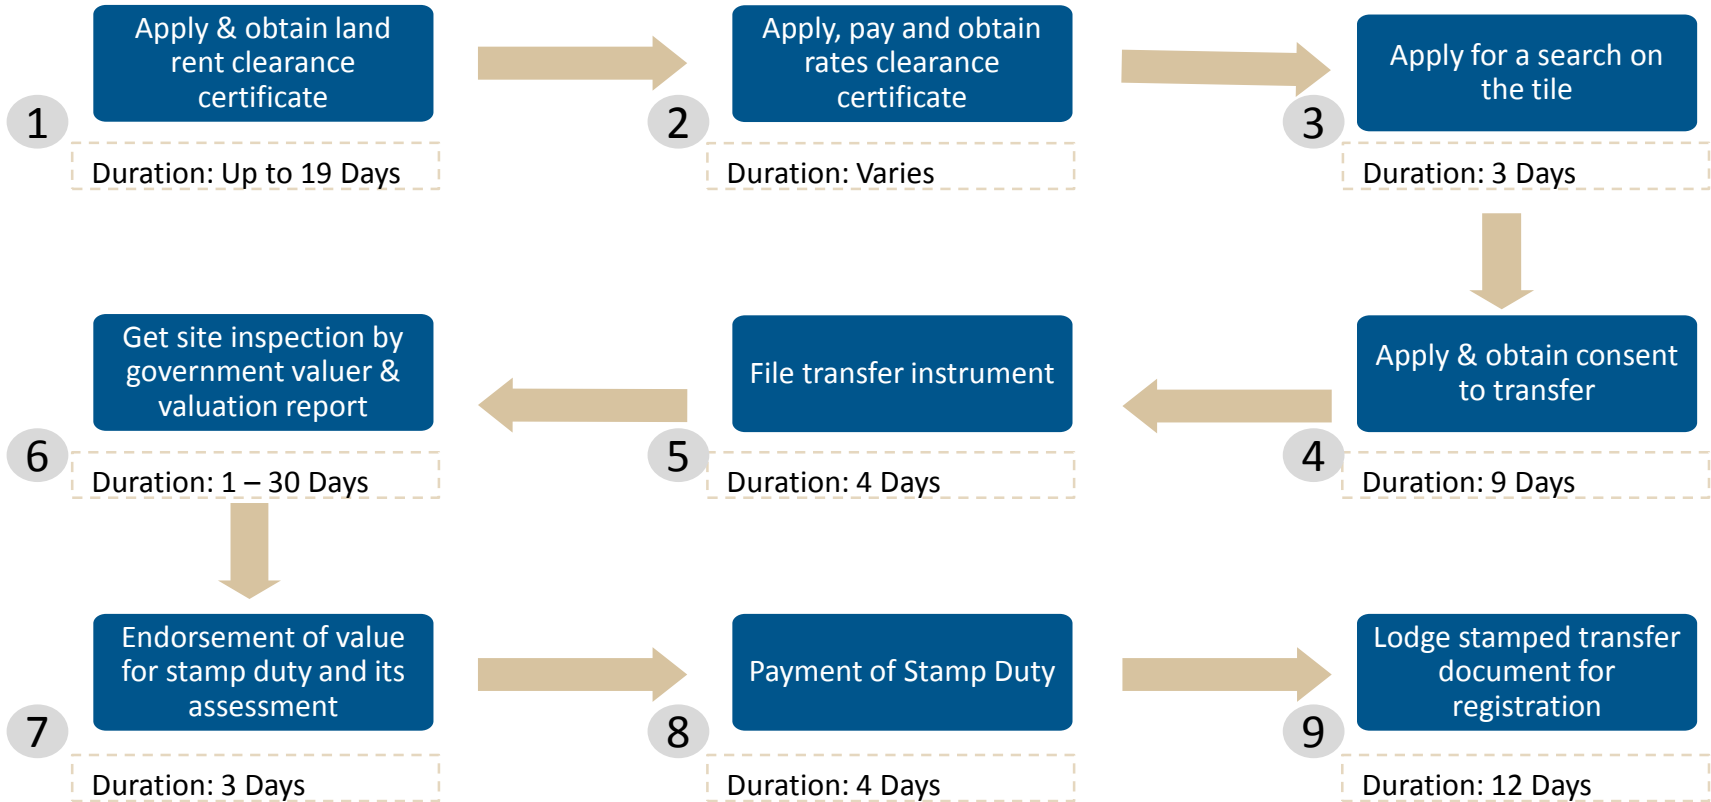 Apply & obtain land
rent clearance
certificate
1
Duration: Up to 19 Days
Apply, pay and obtain
rates clearance
certificate
2
Duration: Varies
Apply for a search on
the tile
3
Duration: 3 Days
Apply & obtain consent
to transfer
4
Duration: 9 Days
File transfer instrument
5
Duration: 4 Days
Get site inspection by
government valuer &
valuation report
6
Duration: 1 – 30 Days
Endorsement of value
for stamp duty and its
assessment
7
Duration: 3 Days
Payment of Stamp Duty
8
Duration: 4 Days
Lodge stamped transfer
document for
registration
9
Duration: 12 Days